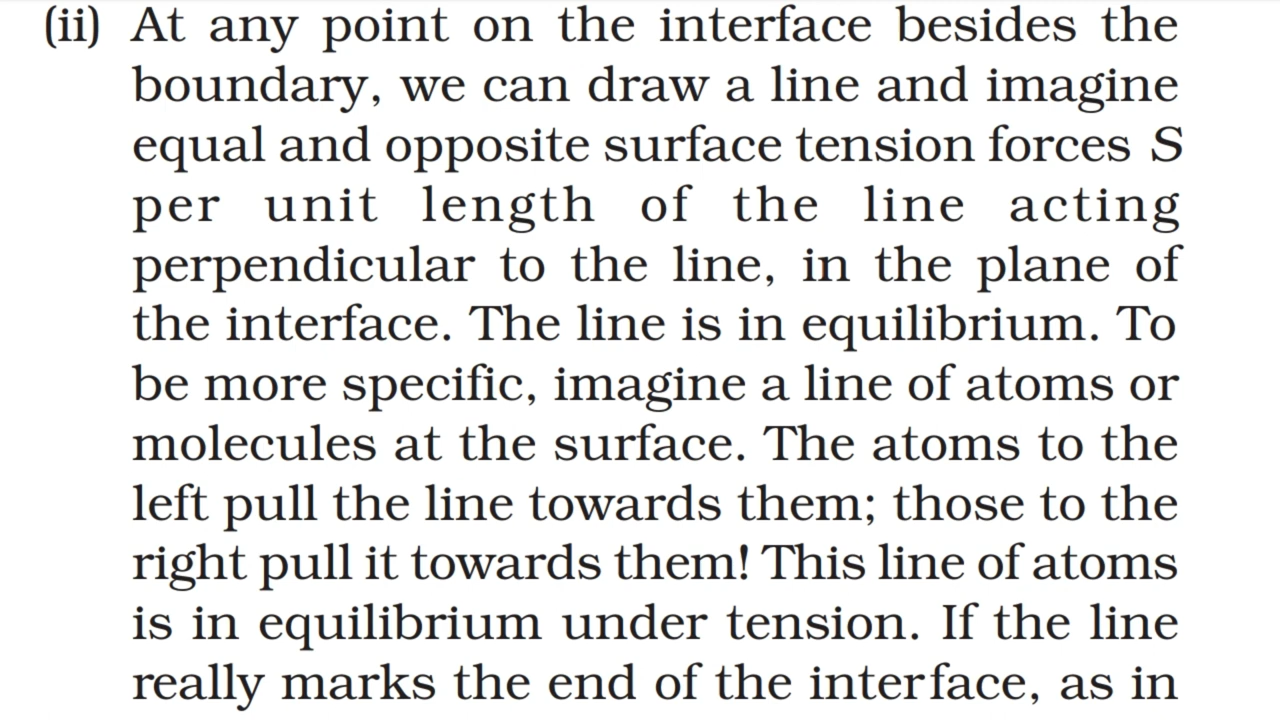 (ii) At any point on the interface besides the
boundary, we can draw a line and imagine
equal and opposite surface tension forces S
per unit length of the line acting
perpendicular to the line, in the plane of
the interface. The line is in equilibrium. To
be more specific, imagine a line of atoms or
molecules at the surface. The atoms to the
left pull the line towards them; those to the
right pull it towards them! This line of atoms
is in equilibrium under tension. If the line
really marks the end of the interface, as in